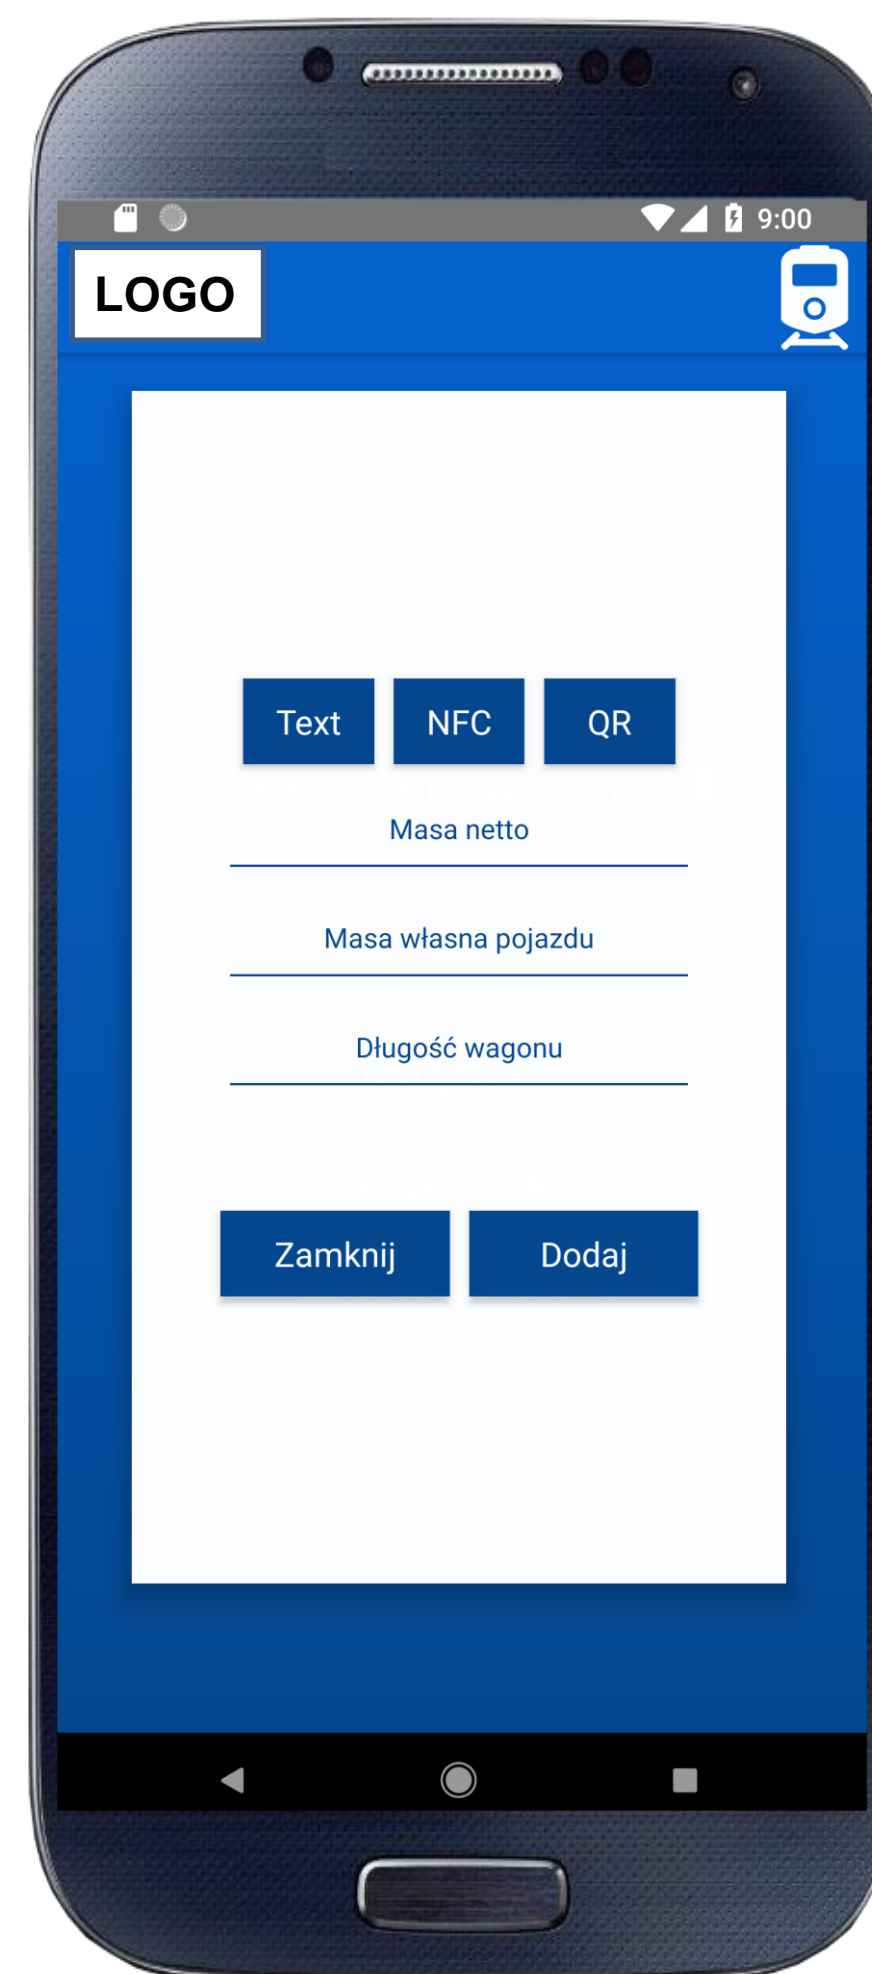 9:00
LOGO
Text NFC QR
Masa netto
Masa własna pojazdu
Długość wagonu
Zamknij Dodaj